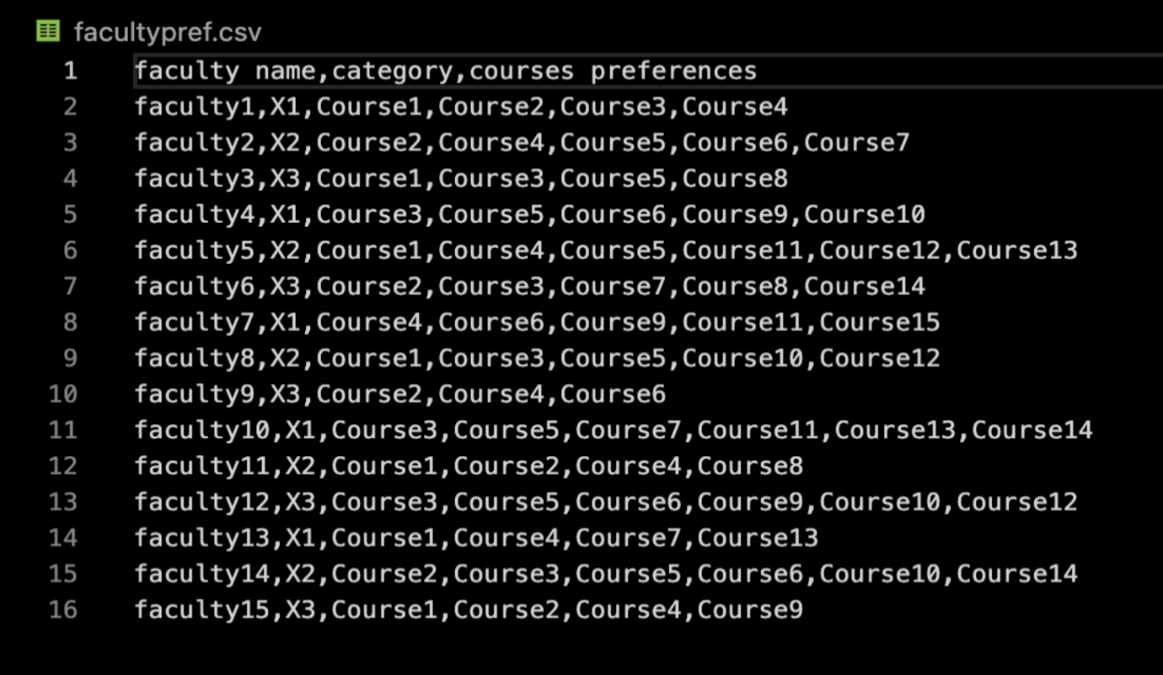 facultypref.csv
1 faculty name,category,courses preferences
2 faculty1,X1,Course1,Course2,Course3,Course4
3 faculty2,X2,Course2,Course4,Course5,Course6,Course7
4 faculty3,X3,Course1,Course3,Course5,Course8
5 faculty4,X1,Course3,Course5,Course6,Course9,Course10
6 faculty5,X2,Course1,Course4,Course5,Course11,Course12,Course13
7 faculty6,X3,Course2,Course3,Course7,Course8,Course14
8 faculty7,X1,Course4,Course6,Course9,Course11,Course15
9 faculty8,X2,Course1,Course3,Course5,Course10,Course12
10 faculty9,X3,Course2,Course4,Course6
11 faculty10,X1,Course3,Course5,Course7,Course11,Course13,Course14
12 faculty11,X2,Course1,Course2,Course4,Course8
13 faculty12,X3,Course3,Course5,Course6,Course9,Course10,Course12
14 faculty13,X1,Course1,Course4,Course7,Course13
15 faculty14,X2,Course2,Course3,Course5,Course6,Course10,Course14
16 faculty15,X3,Course1,Course2,Course4,Course9